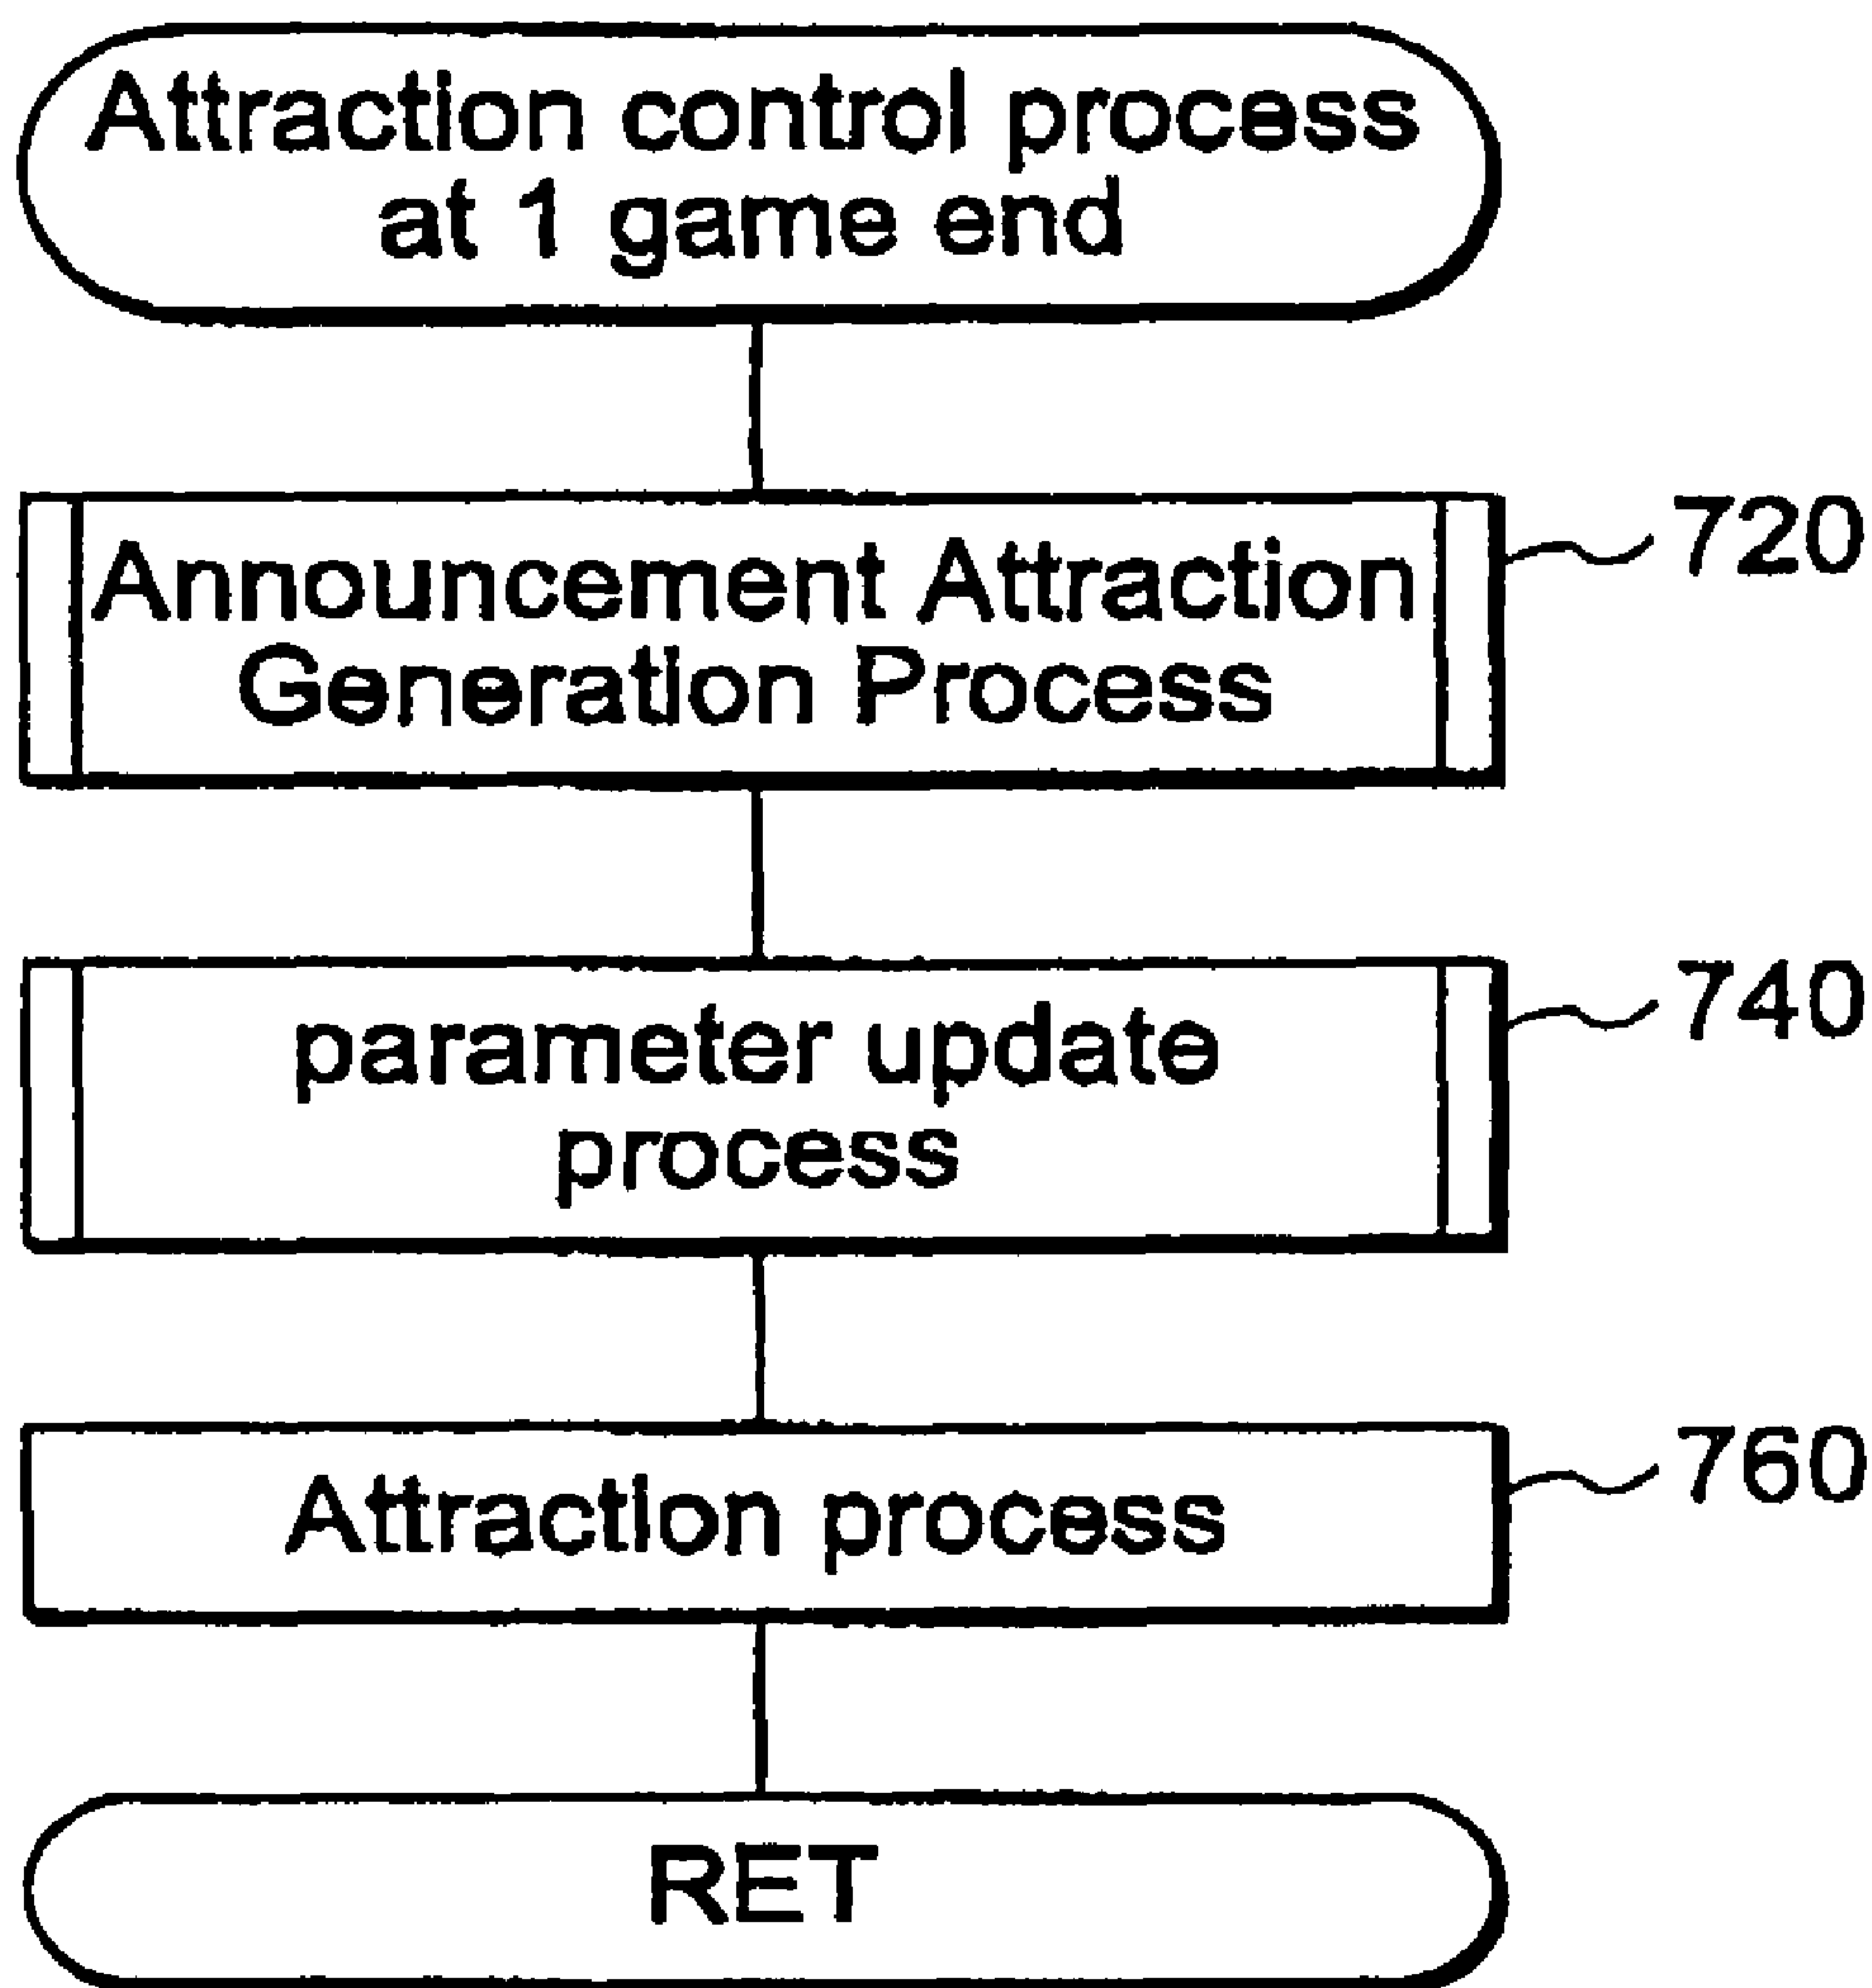 Attraction control process
at 1 game end
Announcement Attraction
Generation Process
720
parameter update
process
740
Attraction process
760
RET